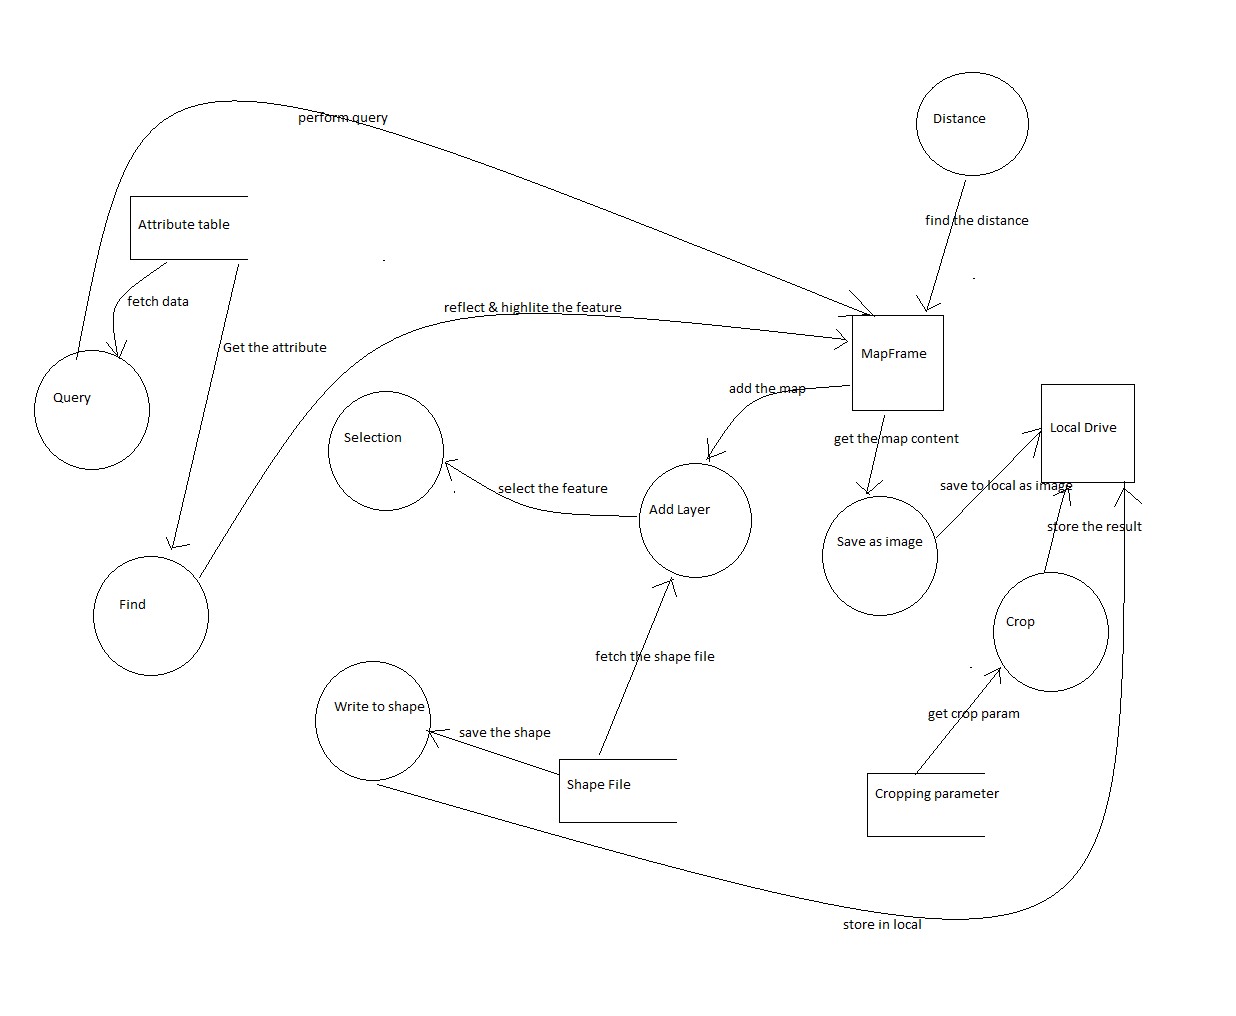 perform query
Distance
Attribute table
find the distance
fetch data
reflect & highlite the feature
Get the attribute
MapFrame
add the map
Query
Selection
get the map content
Local Drive
select the feature
save to local as image
Add Layer
store the result
Save as image
Find
Crop
fetch the shape file
Write to shape
get crop param
save the shape
Shape File
Cropping parameter
store in local